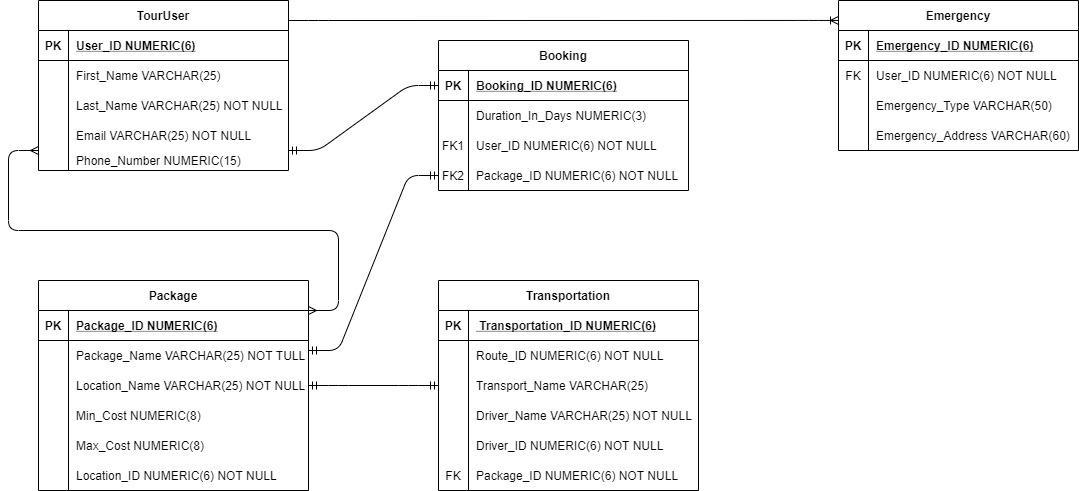 TourUser
PK User_ID NUMERIC(6)
First_Name VARCHAR(25)
Last_Name VARCHAR(25) NOT NULL
Email VARCHAR(25) NOT NULL
Phone_Number NUMERIC(15)
Booking
PK Booking_ID NUMERIC(6)
Duration_In_Days NUMERIC(3)
FK1 User_ID NUMERIC(6) NOT NULL
FK2 Package_ID NUMERIC(6) NOT NULL
Emergency
PK Emergency_ID NUMERIC(6)
FK User_ID NUMERIC(6) NOT NULL
Emergency_Type VARCHAR(50)
Emergency_Address VARCHAR(60)
Package
PK Package_ID NUMERIC(6)
Package_Name VARCHAR(25) NOT TULL
Location_Name VARCHAR(25) NOT NULL
Min_Cost NUMERIC(8)
Max_Cost NUMERIC(8)
Location_ID NUMERIC(6) NOT NULL
Transportation
PK Transportation_ID NUMERIC(6)
Route_ID NUMERIC(6) NOT NULL
Transport_Name VARCHAR(25)
Driver_Name VARCHAR(25) NOT NULL
Driver_ID NUMERIC(6) NOT NULL
FK Package_ID NUMERIC(6) NOT NULL